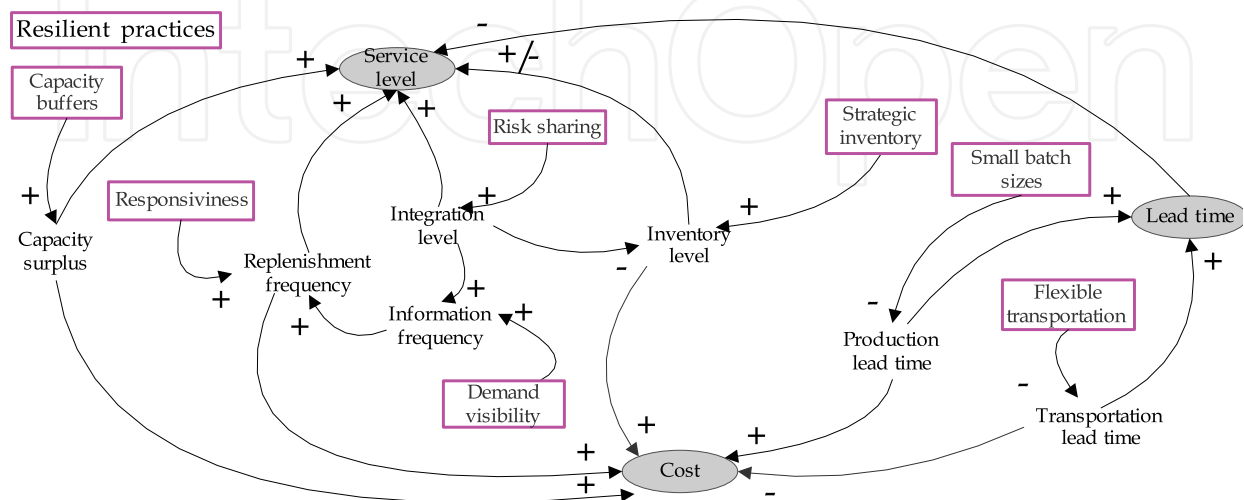 Resilient practices
Capacity
buffers
Service
level
Risk sharing
Strategic
inventory
Small batch
sizes
Responsiviness
Integration
level
Inventory
level
Lead time
Capacity
surplus
Replenishment
frequency
Information
frequency
Flexible
transportation
Production
lead time
Demand
visibility
Transportation
lead time
Cost
-
+
+/-
+
+
+
+
+
+
+
-
+
+
+
-
+
-
+
+
+
+
-
IntechOpen